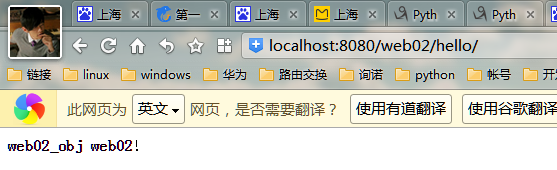 上海 第一 上海 上海 Pyth Pyth
localhost:8080/web02/hello/
链接 linux windows 华为 路由交换 询诺 python 帐号
此网页为 英文 网页，是否需要翻译？ 使用有道翻译 使用谷歌翻译
web02_obj web02!